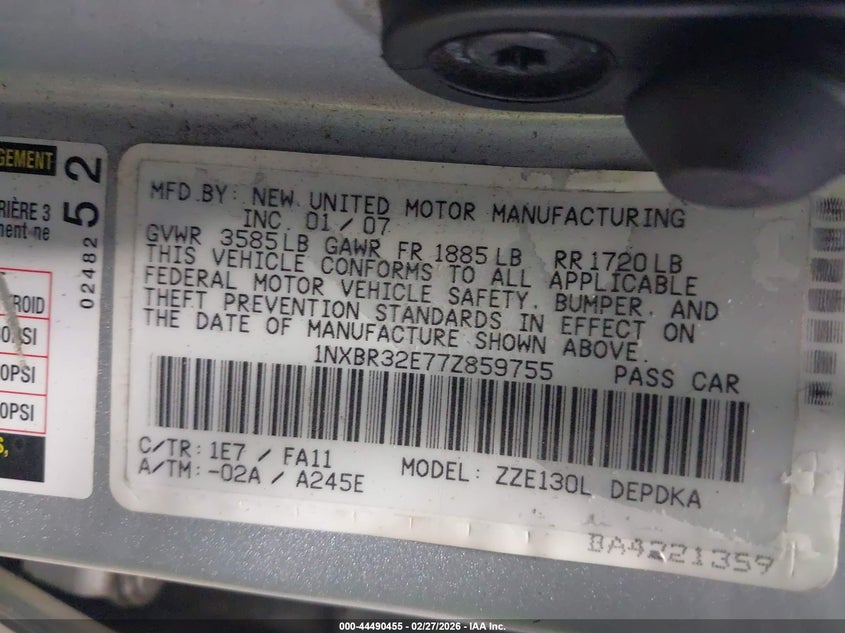 GEMENT
RIÈRE 3
ment ne
ROID
PSI
0PSI
0PSI
02482
52
MFD.BY: NEW UNITED MOTOR MANUFACTURING
INC. 01/07
GVWR 3585LB GAWR FR 1885LB RR1720LB
THIS VEHICLE CONFORMS TO ALL APPLICABLE
FEDERAL MOTOR VEHICLE SAFETY, BUMPER, AND
THEFT PREVENTION STANDARDS IN EFFECT ON
THE DATE OF MANUFACTURE SHOWN ABOVE.
1NXBR32E77Z859755 PASS CAR
C/TR: 1E7 / FA11
A/TM: -02A / A245E
MODEL: ZZE130L DEPDKA
BA4221359
000-44490455 - 02/27/2026 - IAA Inc.